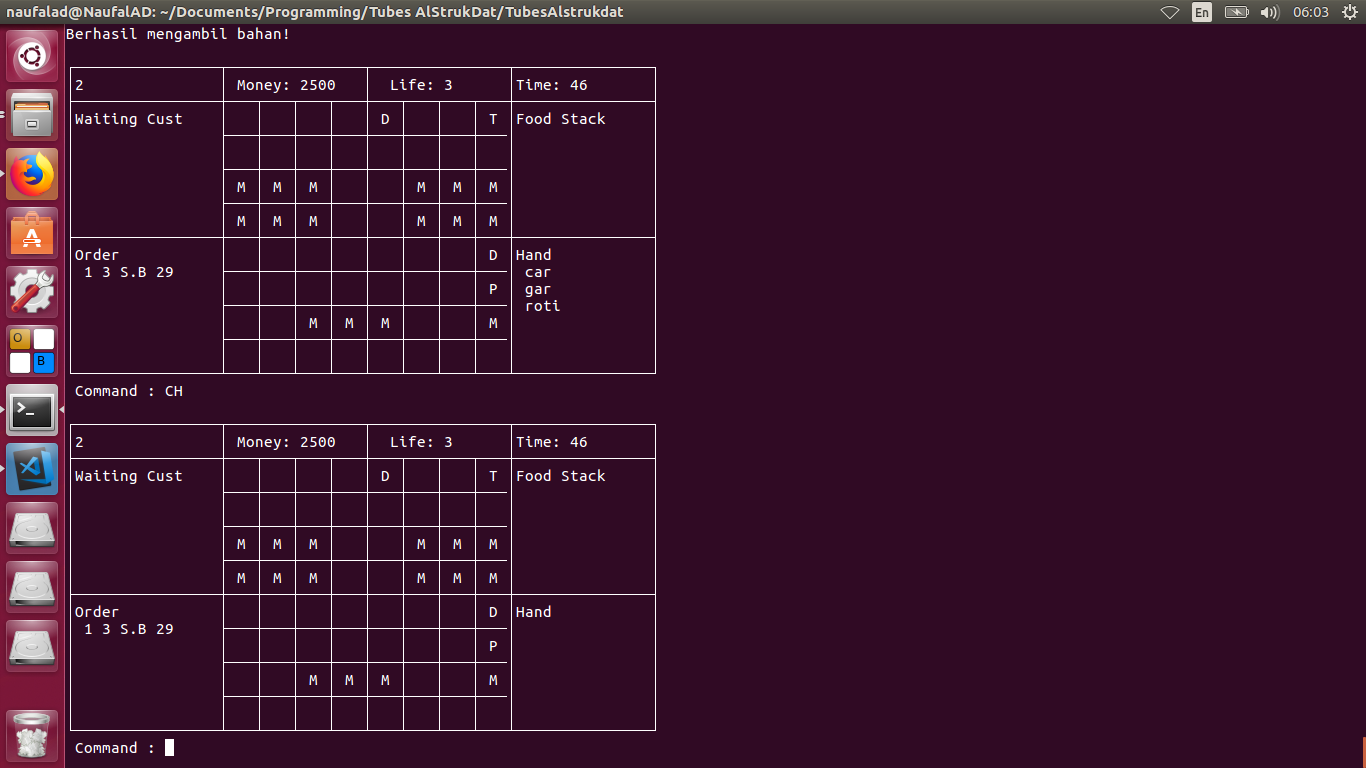 naufalad@NaufalAD: ~/Documents/Programming/Tubes AlStrukDat/TubesAlstrukdat
En
06:03
Berhasil mengambil bahan!
2 Money: 2500 Life: 3 Time: 46
Waiting Cust D T Food Stack
M M M M M M
M M M M M M
Order D Hand
1 3 S.B 29 car
P gar
roti
M M M M
Command : CH
2 Money: 2500 Life: 3 Time: 46
Waiting Cust D T Food Stack
M M M M M M
M M M M M M
Order D Hand
1 3 S.B 29
P
M M M M
Command :
A
O
B
>_